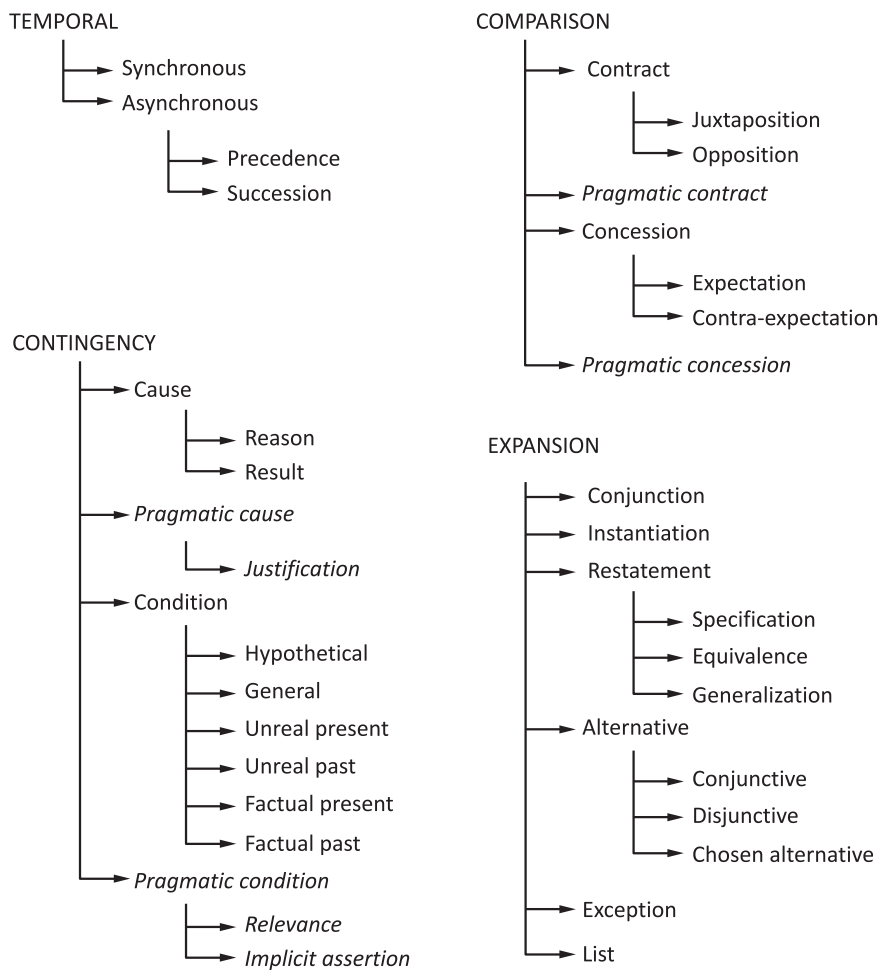 TEMPORAL
Synchronous
Asynchronous
Precedence
Succession
CONTINGENCY
Cause
Reason
Result
Pragmatic cause
Justification
Condition
Hypothetical
General
Unreal present
Unreal past
Factual present
Factual past
Pragmatic condition
Relevance
Implicit assertion
COMPARISON
Contract
Juxtaposition
Opposition
Pragmatic contract
Concession
Expectation
Contra-expectation
Pragmatic concession
EXPANSION
Conjunction
Instantiation
Restatement
Specification
Equivalence
Generalization
Alternative
Conjunctive
Disjunctive
Chosen alternative
Exception
List